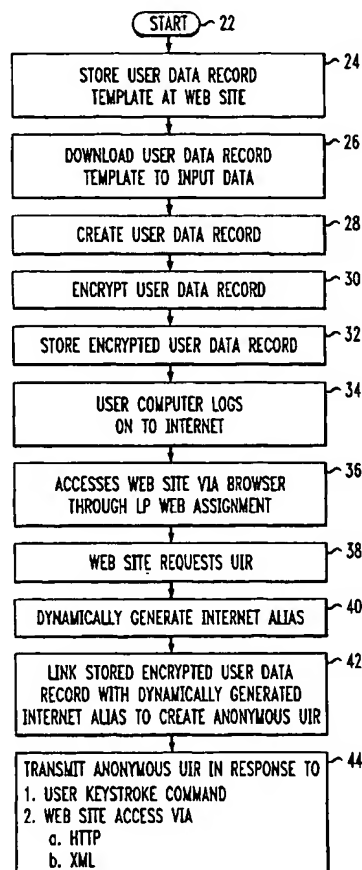 START 22
24
STORE USER DATA RECORD
TEMPLATE AT WEB SITE
26
DOWNLOAD USER DATA RECORD
TEMPLATE TO INPUT DATA
28
CREATE USER DATA RECORD
30
ENCRYPT USER DATA RECORD
32
STORE ENCRYPTED USER DATA RECORD
34
USER COMPUTER LOGS
ON TO INTERNET
36
ACCESSES WEB SITE VIA BROWSER
THROUGH LP WEB ASSIGNMENT
38
WEB SITE REQUESTS UIR
40
DYNAMICALLY GENERATE INTERNET ALIAS
42
LINK STORED ENCRYPTED USER DATA
RECORD WITH DYNAMICALLY GENERATED
INTERNET ALIAS TO CREATE ANONYMOUS UIR
44
TRANSMIT ANONYMOUS UIR IN RESPONSE TO
1. USER KEYSTROKE COMMAND
2. WEB SITE ACCESS VIA
a. HTTP
b. XML